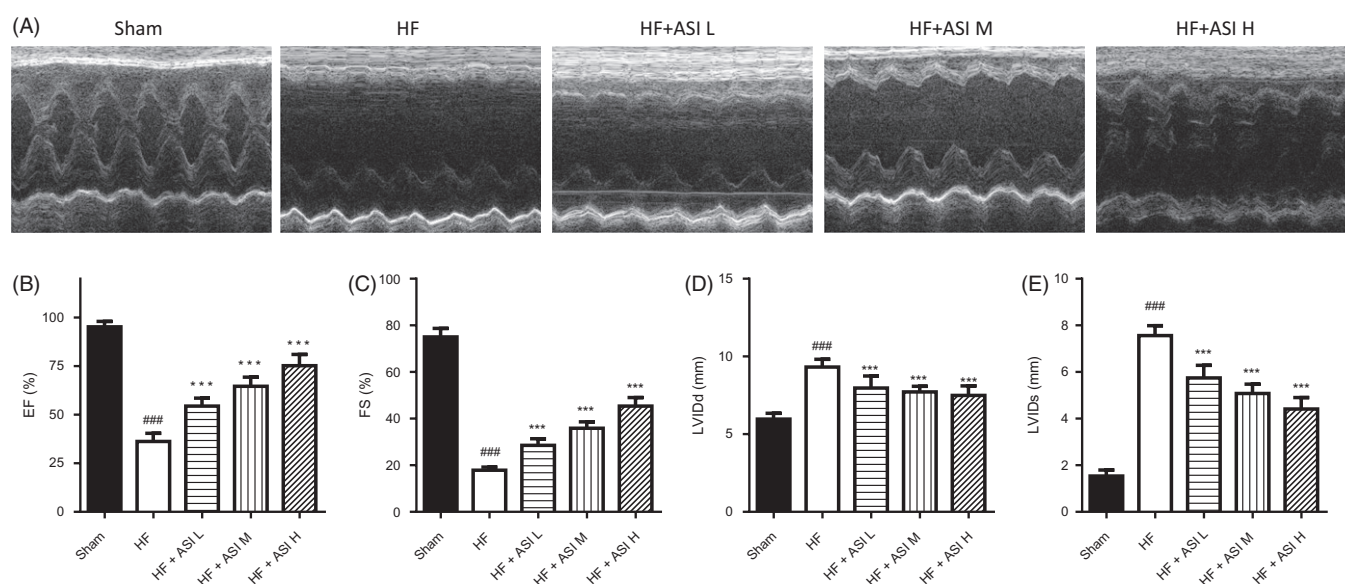 (A) Sham HF HF+ASI L HF+ASI M HF+ASI H
(B)
EF (%)
100
75
50
25
0
###
***
***
***
Sham
HF
HF + ASI L
HF + ASI M
HF + ASI H
(C)
FS (%)
100
80
60
40
20
0
###
***
***
***
Sham
HF
HF + ASI L
HF + ASI M
HF + ASI H
(D)
LVIDd (mm)
15
10
5
0
###
***
***
***
Sham
HF
HF + ASI L
HF + ASI M
HF + ASI H
(E)
LVIDs (mm)
10
8
6
4
2
0
###
***
***
***
Sham
HF
HF + ASI L
HF + ASI M
HF + ASI H